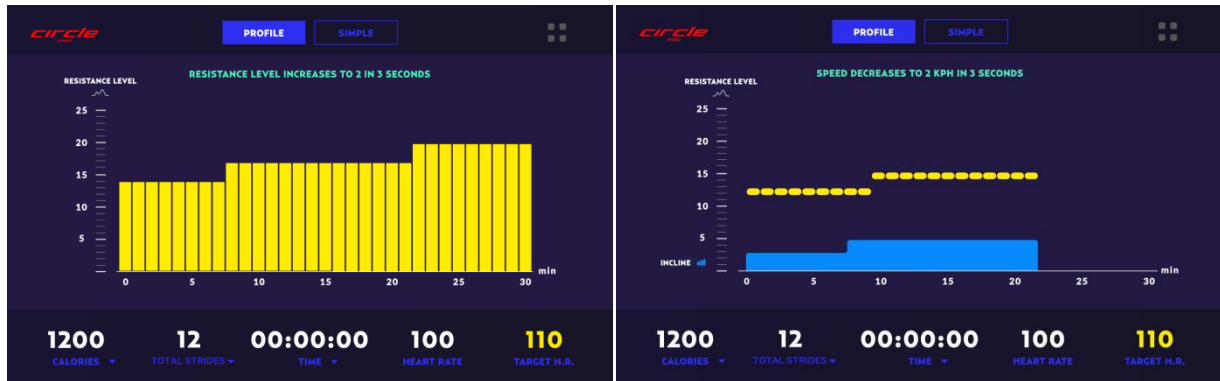 circle
PROFILE
SIMPLE
RESISTANCE LEVEL INCREASES TO 2 IN 3 SECONDS
RESISTANCE LEVEL
25
20
15
10
5
0 5 10 15 20 25 30 min
1200 12 00:00:00 100 110
CALORIES TOTAL STRIDES TIME HEART RATE TARGET H.R.
circle
PROFILE
SIMPLE
SPEED DECREASES TO 2 KPH IN 3 SECONDS
RESISTANCE LEVEL
25
20
15
10
5
INCLINE
0 5 10 15 20 25 30 min
1200 12 00:00:00 100 110
CALORIES TOTAL STRIDES TIME HEART RATE TARGET H.R.